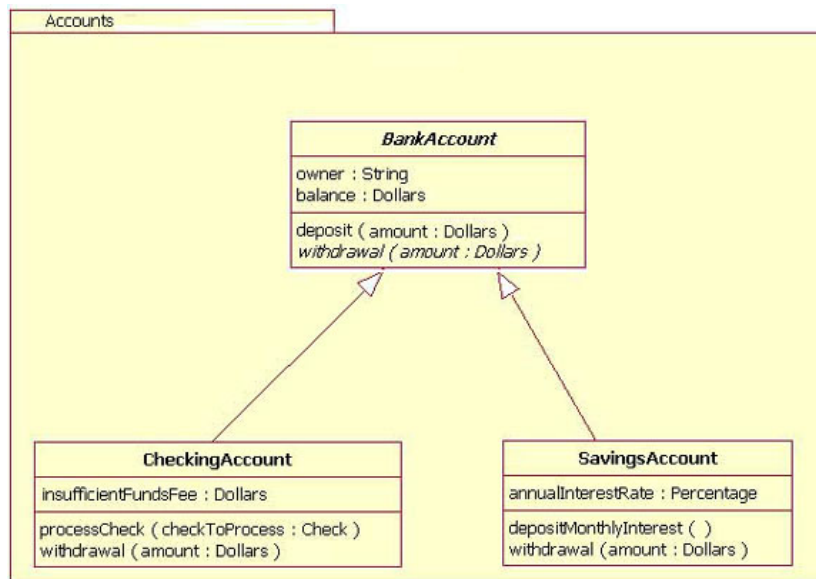 Accounts
BankAccount
owner : String
balance : Dollars
deposit ( amount : Dollars )
withdrawal ( amount : Dollars )
CheckingAccount
insufficientFundsFee : Dollars
processCheck ( checkToProcess : Check )
withdrawal ( amount : Dollars )
SavingsAccount
annualInterestRate : Percentage
depositMonthlyInterest ( )
withdrawal ( amount : Dollars )